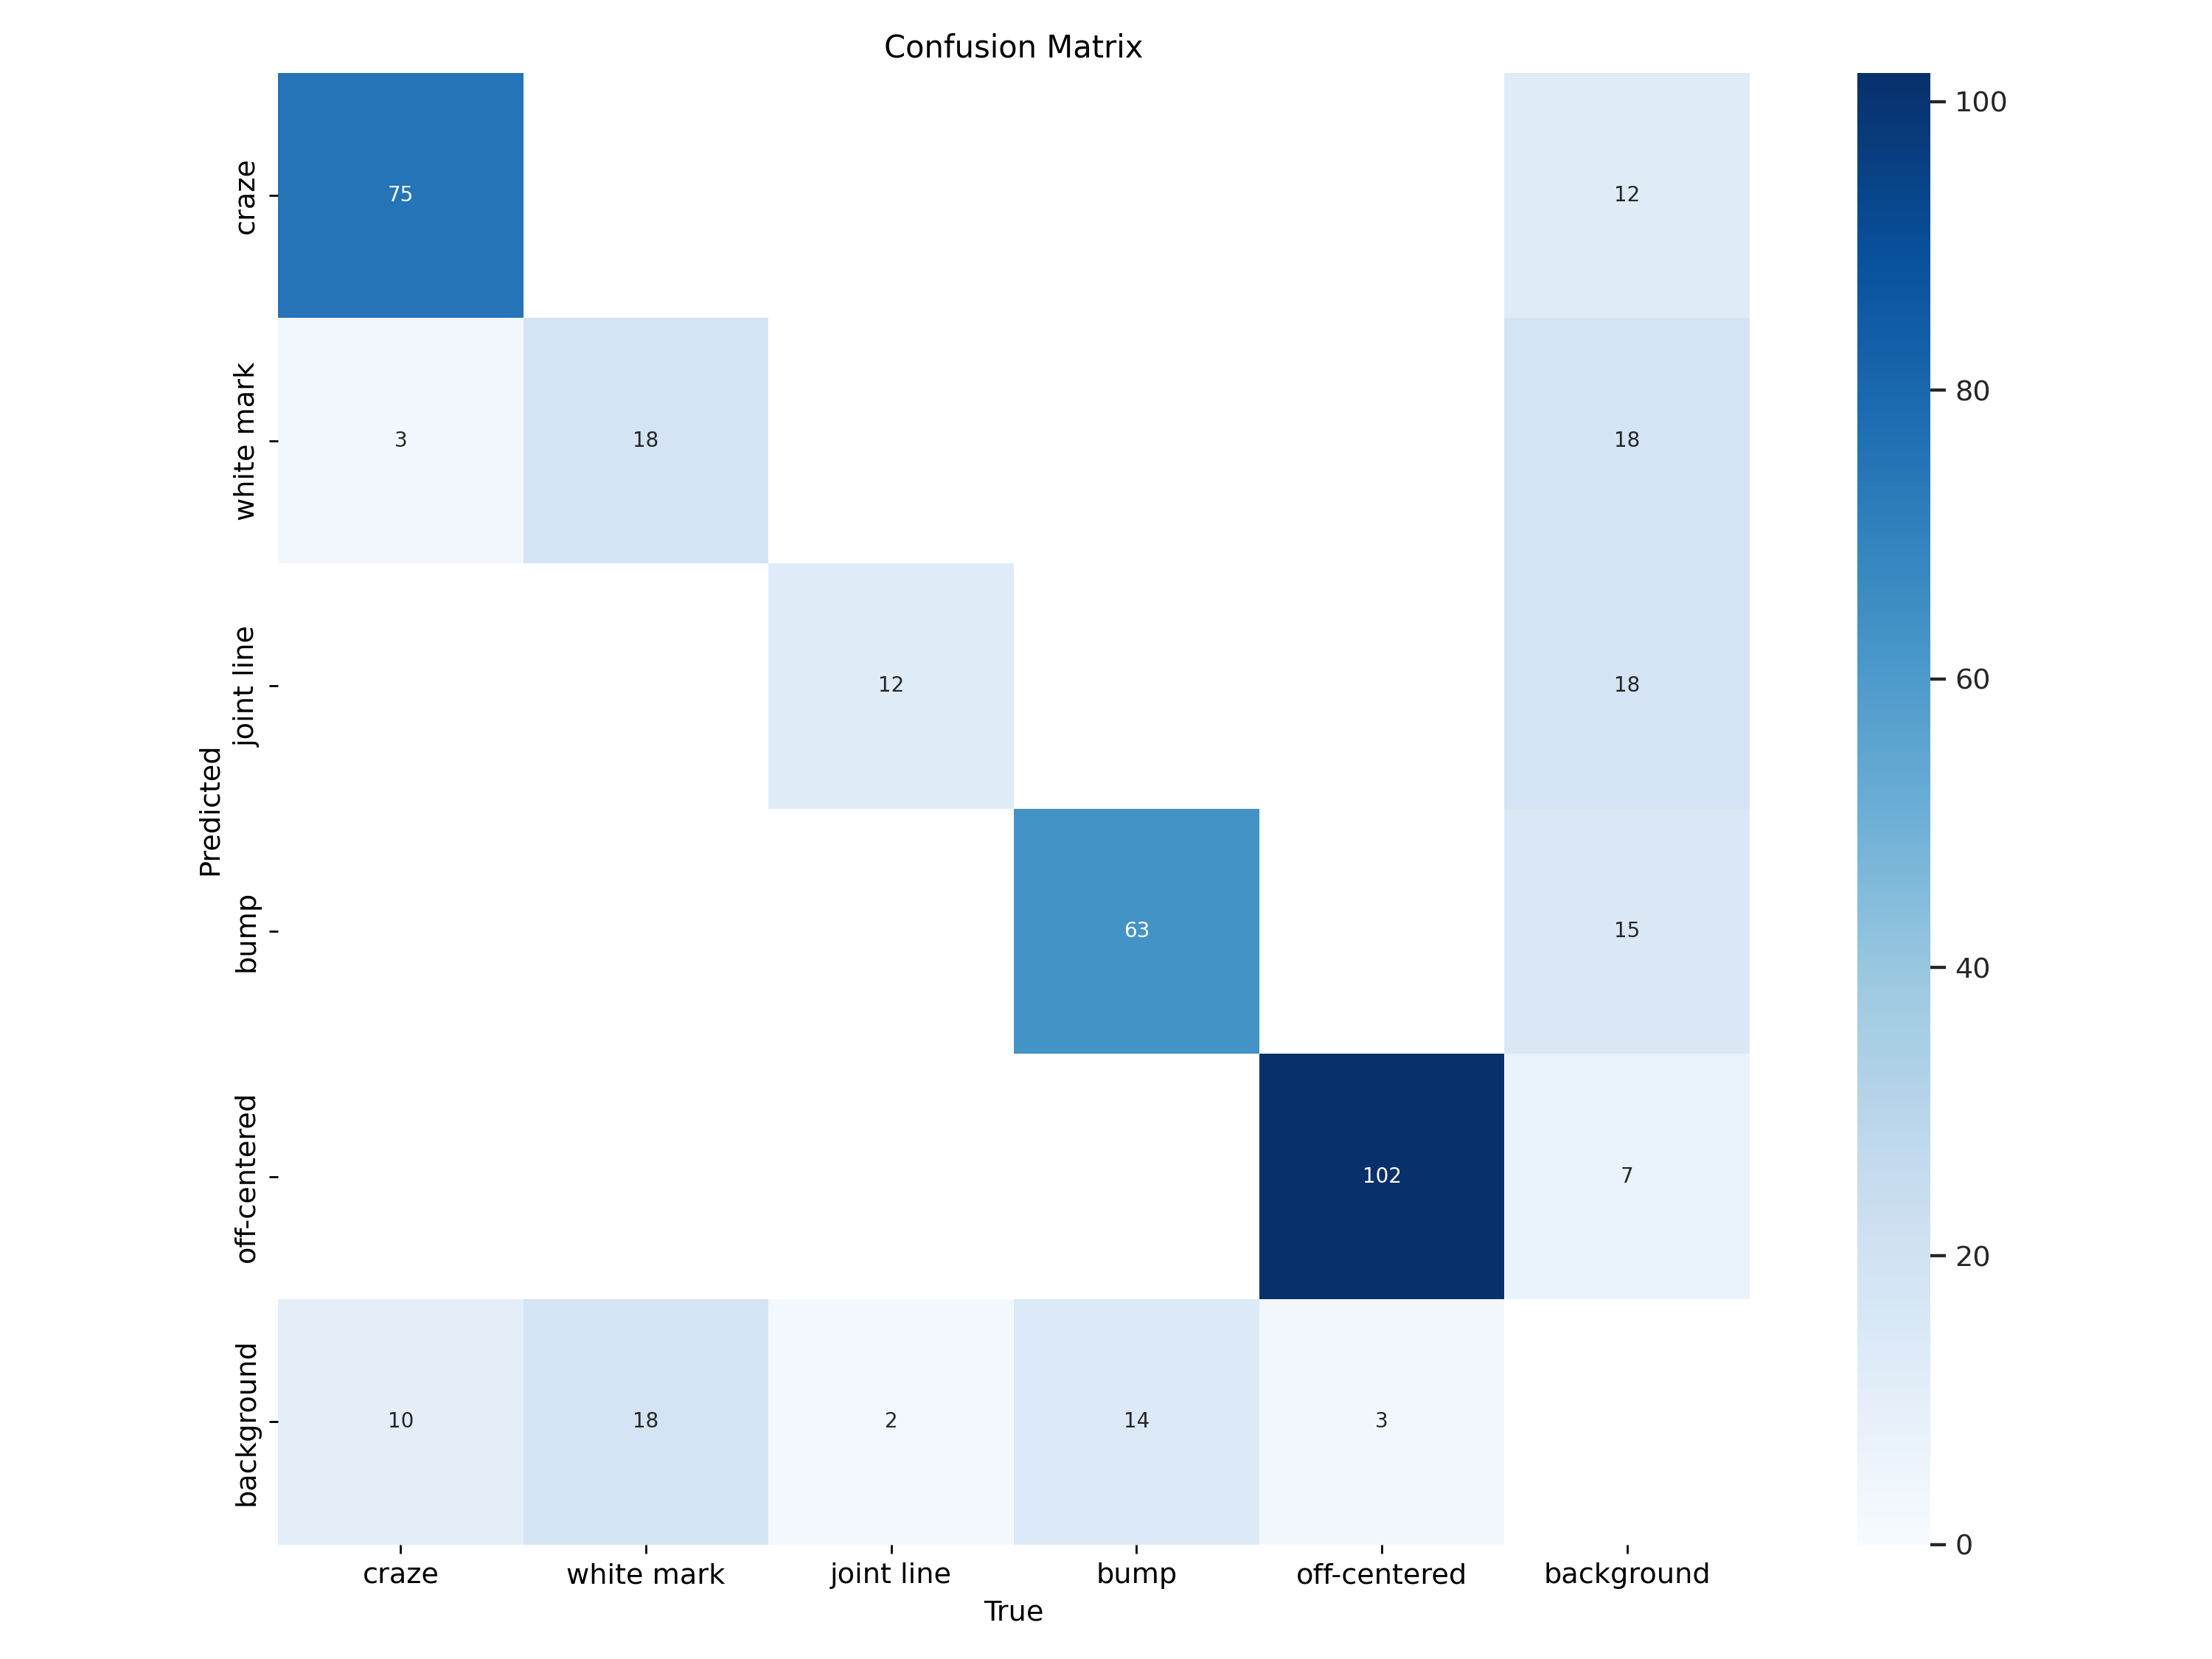 Confusion Matrix
craze
75
12
100
white mark
3
18
18
80
joint line
12
18
60
Predicted
bump
63
15
40
off-centered
102
7
20
background
10
18
2
14
3
0
craze
white mark
joint line
bump
off-centered
background
True